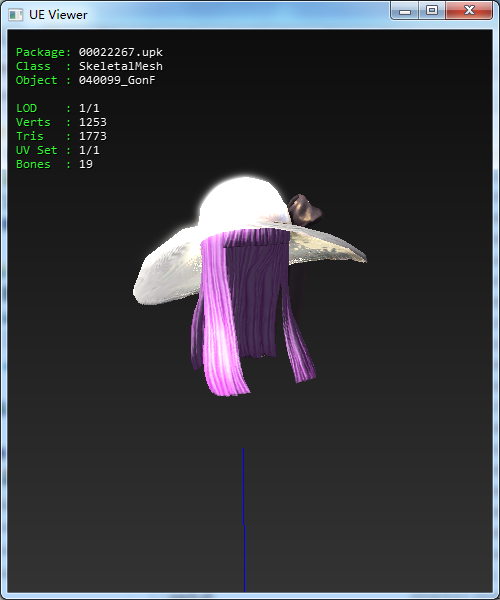 UE Viewer
Package: 00022267.upk
Class  : SkeletalMesh
Object : 040099_GonF
LOD    : 1/1
Verts  : 1253
Tris   : 1773
UV Set : 1/1
Bones  : 19